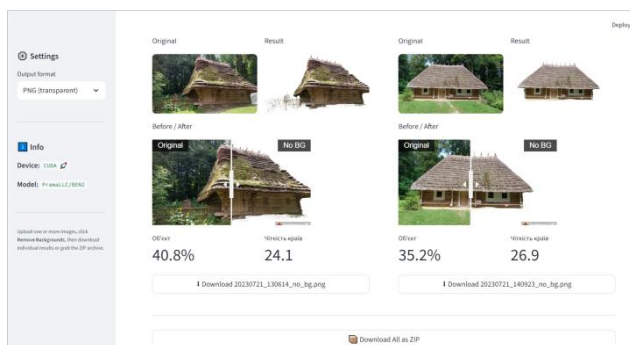 Deploy
Settings
Output format
PNG (transparent)
Info
Device: CUDA
Model: PramaLLC/BEN2
Upload one or more images, click
Remove Backgrounds, then download
individual results or grab the ZIP archive.
Original Result
Before / After
Original No BG
Об'єкт Чіткість країв
40.8% 24.1
Download 20230721_130614_no_bg.png
Original Result
Before / After
Original No BG
Об'єкт Чіткість країв
35.2% 26.9
Download 20230721_140923_no_bg.png
Download All as ZIP